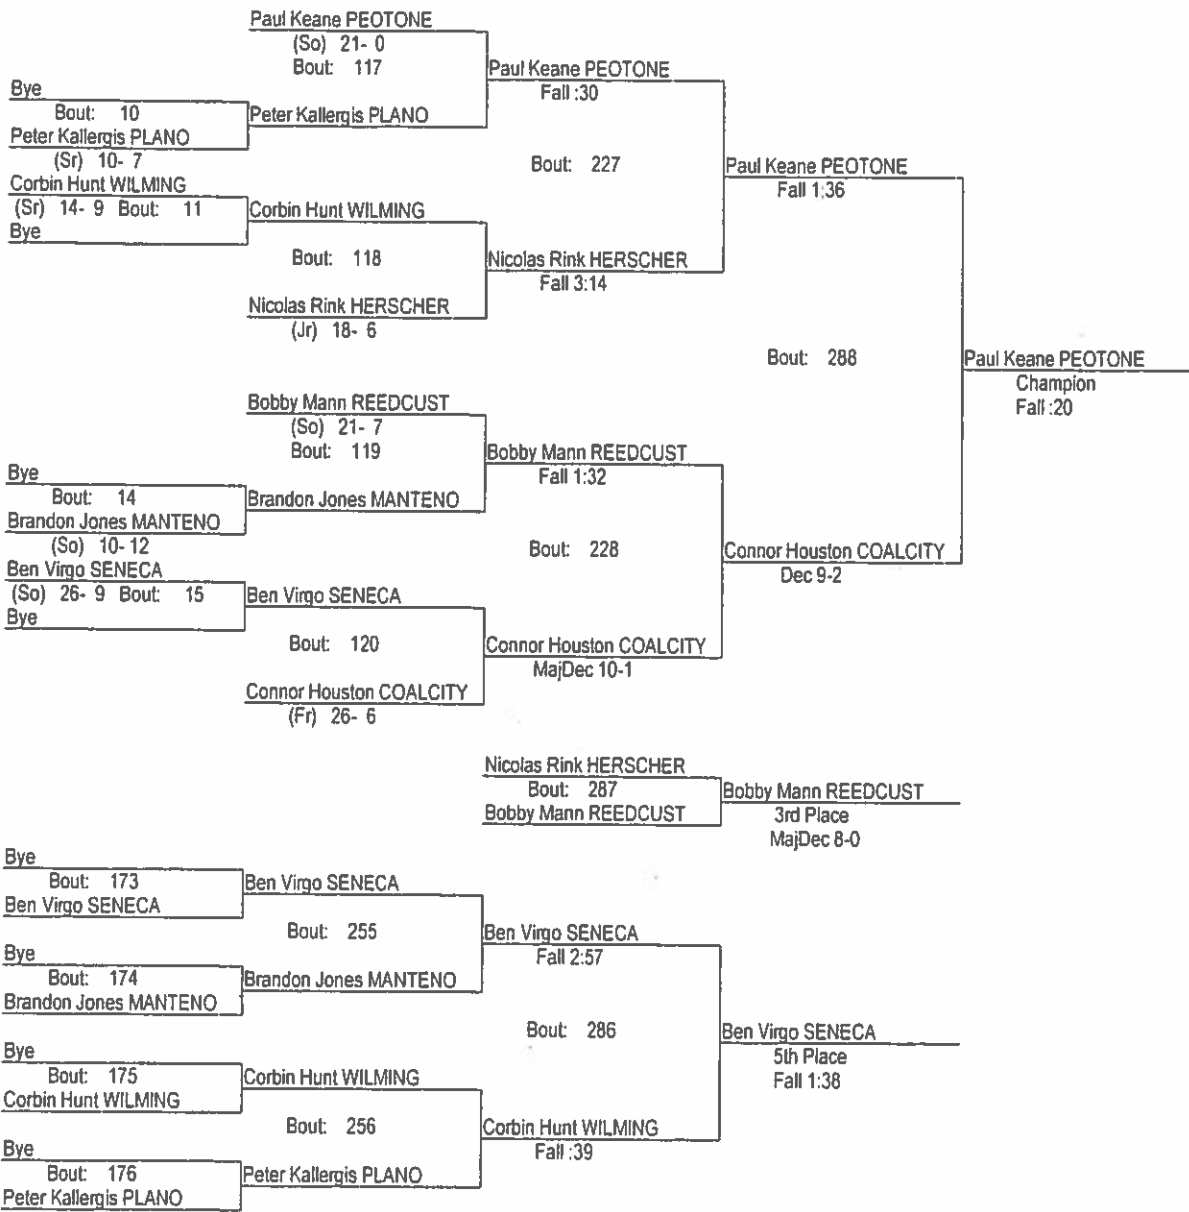 Paul Keane PEOTONE
(So) 21- 0
Bout: 117
Paul Keane PEOTONE
Fall :30
Bye
Bout: 10
Peter Kallergis PLANO
Peter Kallergis PLANO
(Sr) 10- 7
Bout: 227
Paul Keane PEOTONE
Fall 1:36
Corbin Hunt WILMING
(Sr) 14- 9 Bout: 11
Corbin Hunt WILMING
Bye
Bout: 118
Nicolas Rink HERSCHER
Fall 3:14
Nicolas Rink HERSCHER
(Jr) 18- 6
Bout: 288
Paul Keane PEOTONE
Champion
Fall :20
Bobby Mann REEDCUST
(So) 21- 7
Bout: 119
Bobby Mann REEDCUST
Fall 1:32
Bye
Bout: 14
Brandon Jones MANTENO
Brandon Jones MANTENO
(So) 10- 12
Bout: 228
Connor Houston COALCITY
Dec 9-2
Ben Virgo SENECA
(So) 26- 9 Bout: 15
Ben Virgo SENECA
Bye
Bout: 120
Connor Houston COALCITY
MajDec 10-1
Connor Houston COALCITY
(Fr) 26- 6
Nicolas Rink HERSCHER
Bout: 287
Bobby Mann REEDCUST
Bobby Mann REEDCUST
3rd Place
MajDec 8-0
Bye
Bout: 173
Ben Virgo SENECA
Ben Virgo SENECA
Bout: 255
Ben Virgo SENECA
Fall 2:57
Bye
Bout: 174
Brandon Jones MANTENO
Brandon Jones MANTENO
Bout: 286
Ben Virgo SENECA
5th Place
Fall 1:38
Bye
Bout: 175
Corbin Hunt WILMING
Corbin Hunt WILMING
Bout: 256
Corbin Hunt WILMING
Fall :39
Bye
Bout: 176
Peter Kallergis PLANO
Peter Kallergis PLANO